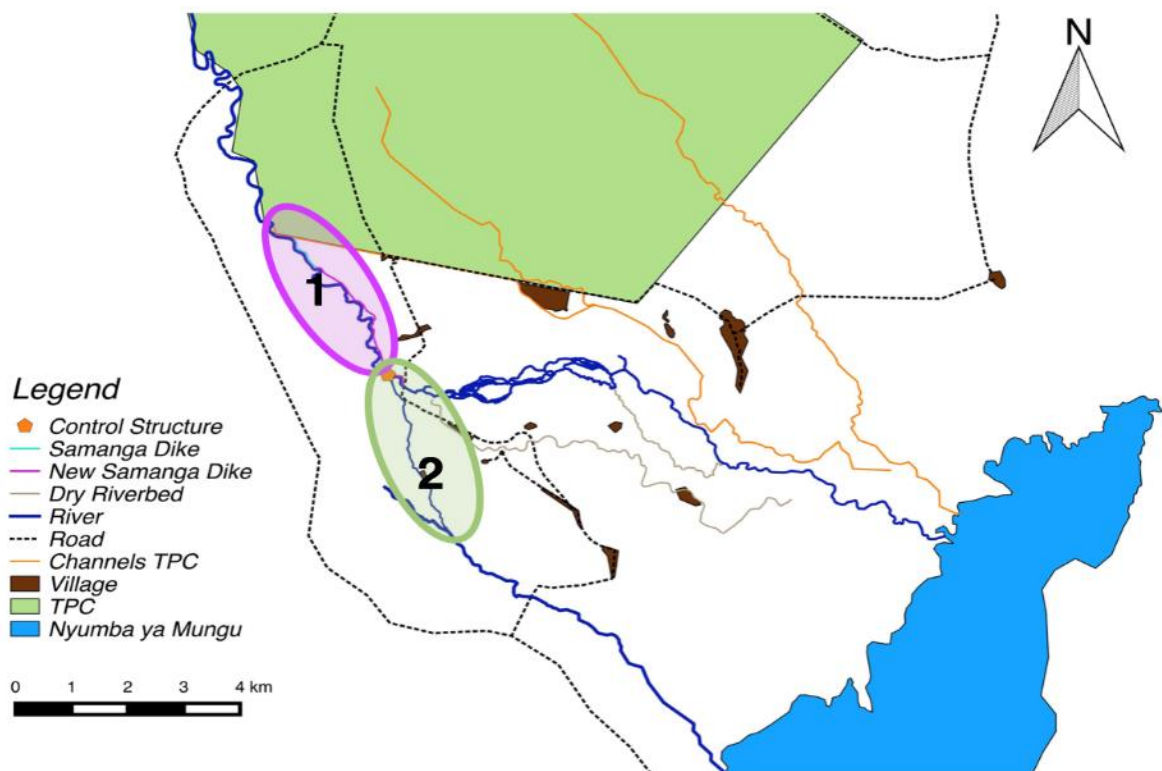 N
1
2
Legend
Control Structure
Samanga Dike
New Samanga Dike
Dry Riverbed
River
Road
Channels TPC
Village
TPC
Nyumba ya Mungu
0 1 2 3 4 km